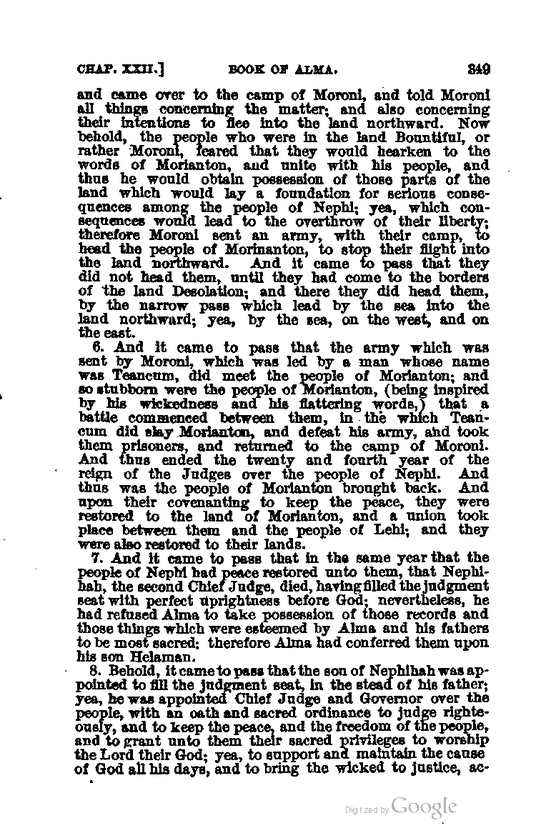 CHAP. XXII.] BOOK OF ALMA. 349
and came over to the camp of Moroni, and told Moroni
all things concerning the matter; and also concerning
their intentions to flee into the land northward. Now
behold, the people who were in the land Bountiful, or
rather Moroni, feared that they would hearken to the
words of Morianton, and unite with his people, and
thus he would obtain possession of those parts of the
land which would lay a foundation for serious conse-
quences among the people of Nephi; yea, which con-
sequences would lead to the overthrow of their liberty;
therefore Moroni sent an army, with their camp, to
head the people of Morinanton, to stop their flight into
the land northward. And it came to pass that they
did not head them, until they had come to the borders
of the land Desolation; and there they did head them,
by the narrow pass which lead by the sea into the
land northward; yea, by the sea, on the west, and on
the east.
6. And it came to pass that the army which was
sent by Moroni, which was led by a man whose name
was Teancum, did meet the people of Morianton; and
so stubborn were the people of Morianton, (being inspired
by his wickedness and his flattering words,) that a
battle commenced between them, in the which Tean-
cum did slay Morianton, and defeat his army, and took
them prisoners, and returned to the camp of Moroni.
And thus ended the twenty and fourth year of the
reign of the Judges over the people of Nephi. And
thus was the people of Morianton brought back. And
upon their covenanting to keep the peace, they were
restored to the land of Morianton, and a union took
place between them and the people of Lehi; and they
were also restored to their lands.
7. And it came to pass that in the same year that the
people of Nephi had peace restored unto them, that Nephi-
hah, the second Chief Judge, died, having filled the judgment
seat with perfect uprightness before God; nevertheless, he
had refused Alma to take possession of those records and
those things which were esteemed by Alma and his fathers
to be most sacred; therefore Alma had conferred them upon
his son Helaman.
8. Behold, it came to pass that the son of Nephihah was ap-
pointed to fill the judgment seat, in the stead of his father;
yea, he was appointed Chief Judge and Governor over the
people, with an oath and sacred ordinance to judge righte-
ously, and to keep the peace, and the freedom of the people,
and to grant unto them their sacred privileges to worship
the Lord their God; yea, to support and maintain the cause
of God all his days, and to bring the wicked to justice, ac-
Digitized by Google